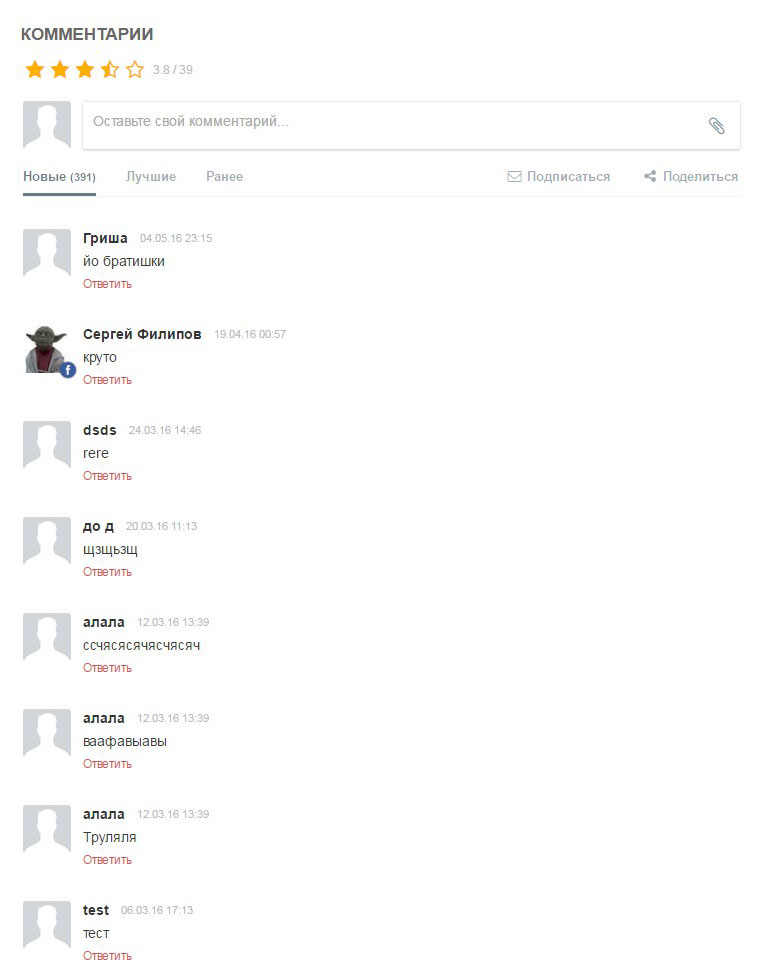 КОММЕНТАРИИ
3.8 / 39
Оставьте свой комментарий...
Новые (391) Лучшие Ранее Подписаться Поделиться
Гриша 04.05.16 23:15
йо братишки
Ответить
Сергей Филипов 19.04.16 00:57
круто
Ответить
dsds 24.03.16 14:46
rere
Ответить
до д 20.03.16 11:13
щзщьзщ
Ответить
алала 12.03.16 13:39
ссчясясячясчясяч
Ответить
алала 12.03.16 13:39
ваафавыавы
Ответить
алала 12.03.16 13:39
Труляля
Ответить
test 06.03.16 17:13
тест
Ответить